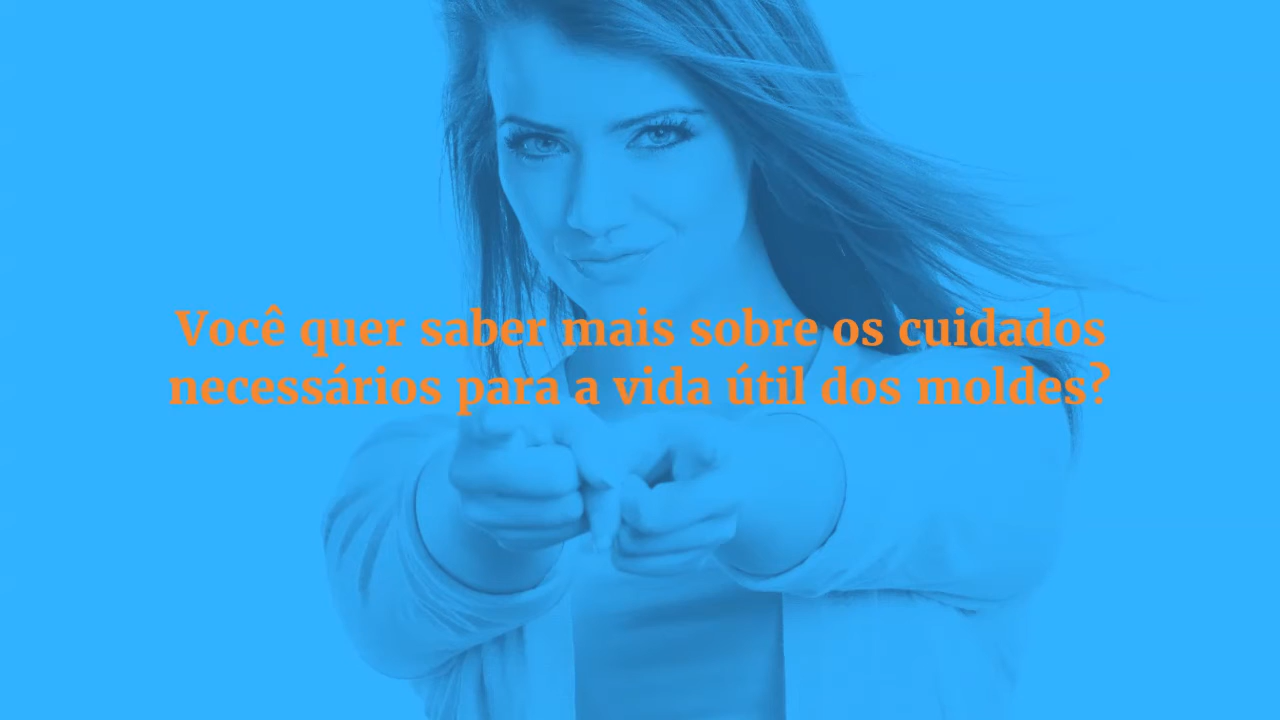 Você quer saber mais sobre os cuidados
necessários para a vida útil dos moldes?